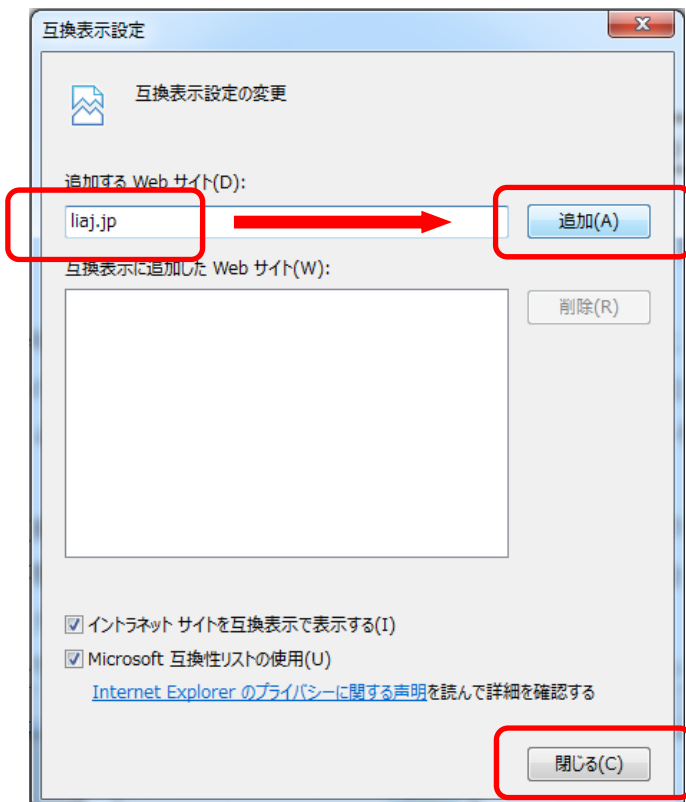 互換表示設定
互換表示設定の変更
追加する Web サイト(D):
liaj.jp
追加(A)
互換表示に追加した Web サイト(W):
削除(R)
イントラネット サイトを互換表示で表示する(I)
Microsoft 互換性リストの使用(U)
Internet Explorer のプライバシーに関する声明を読んで詳細を確認する
閉じる(C)